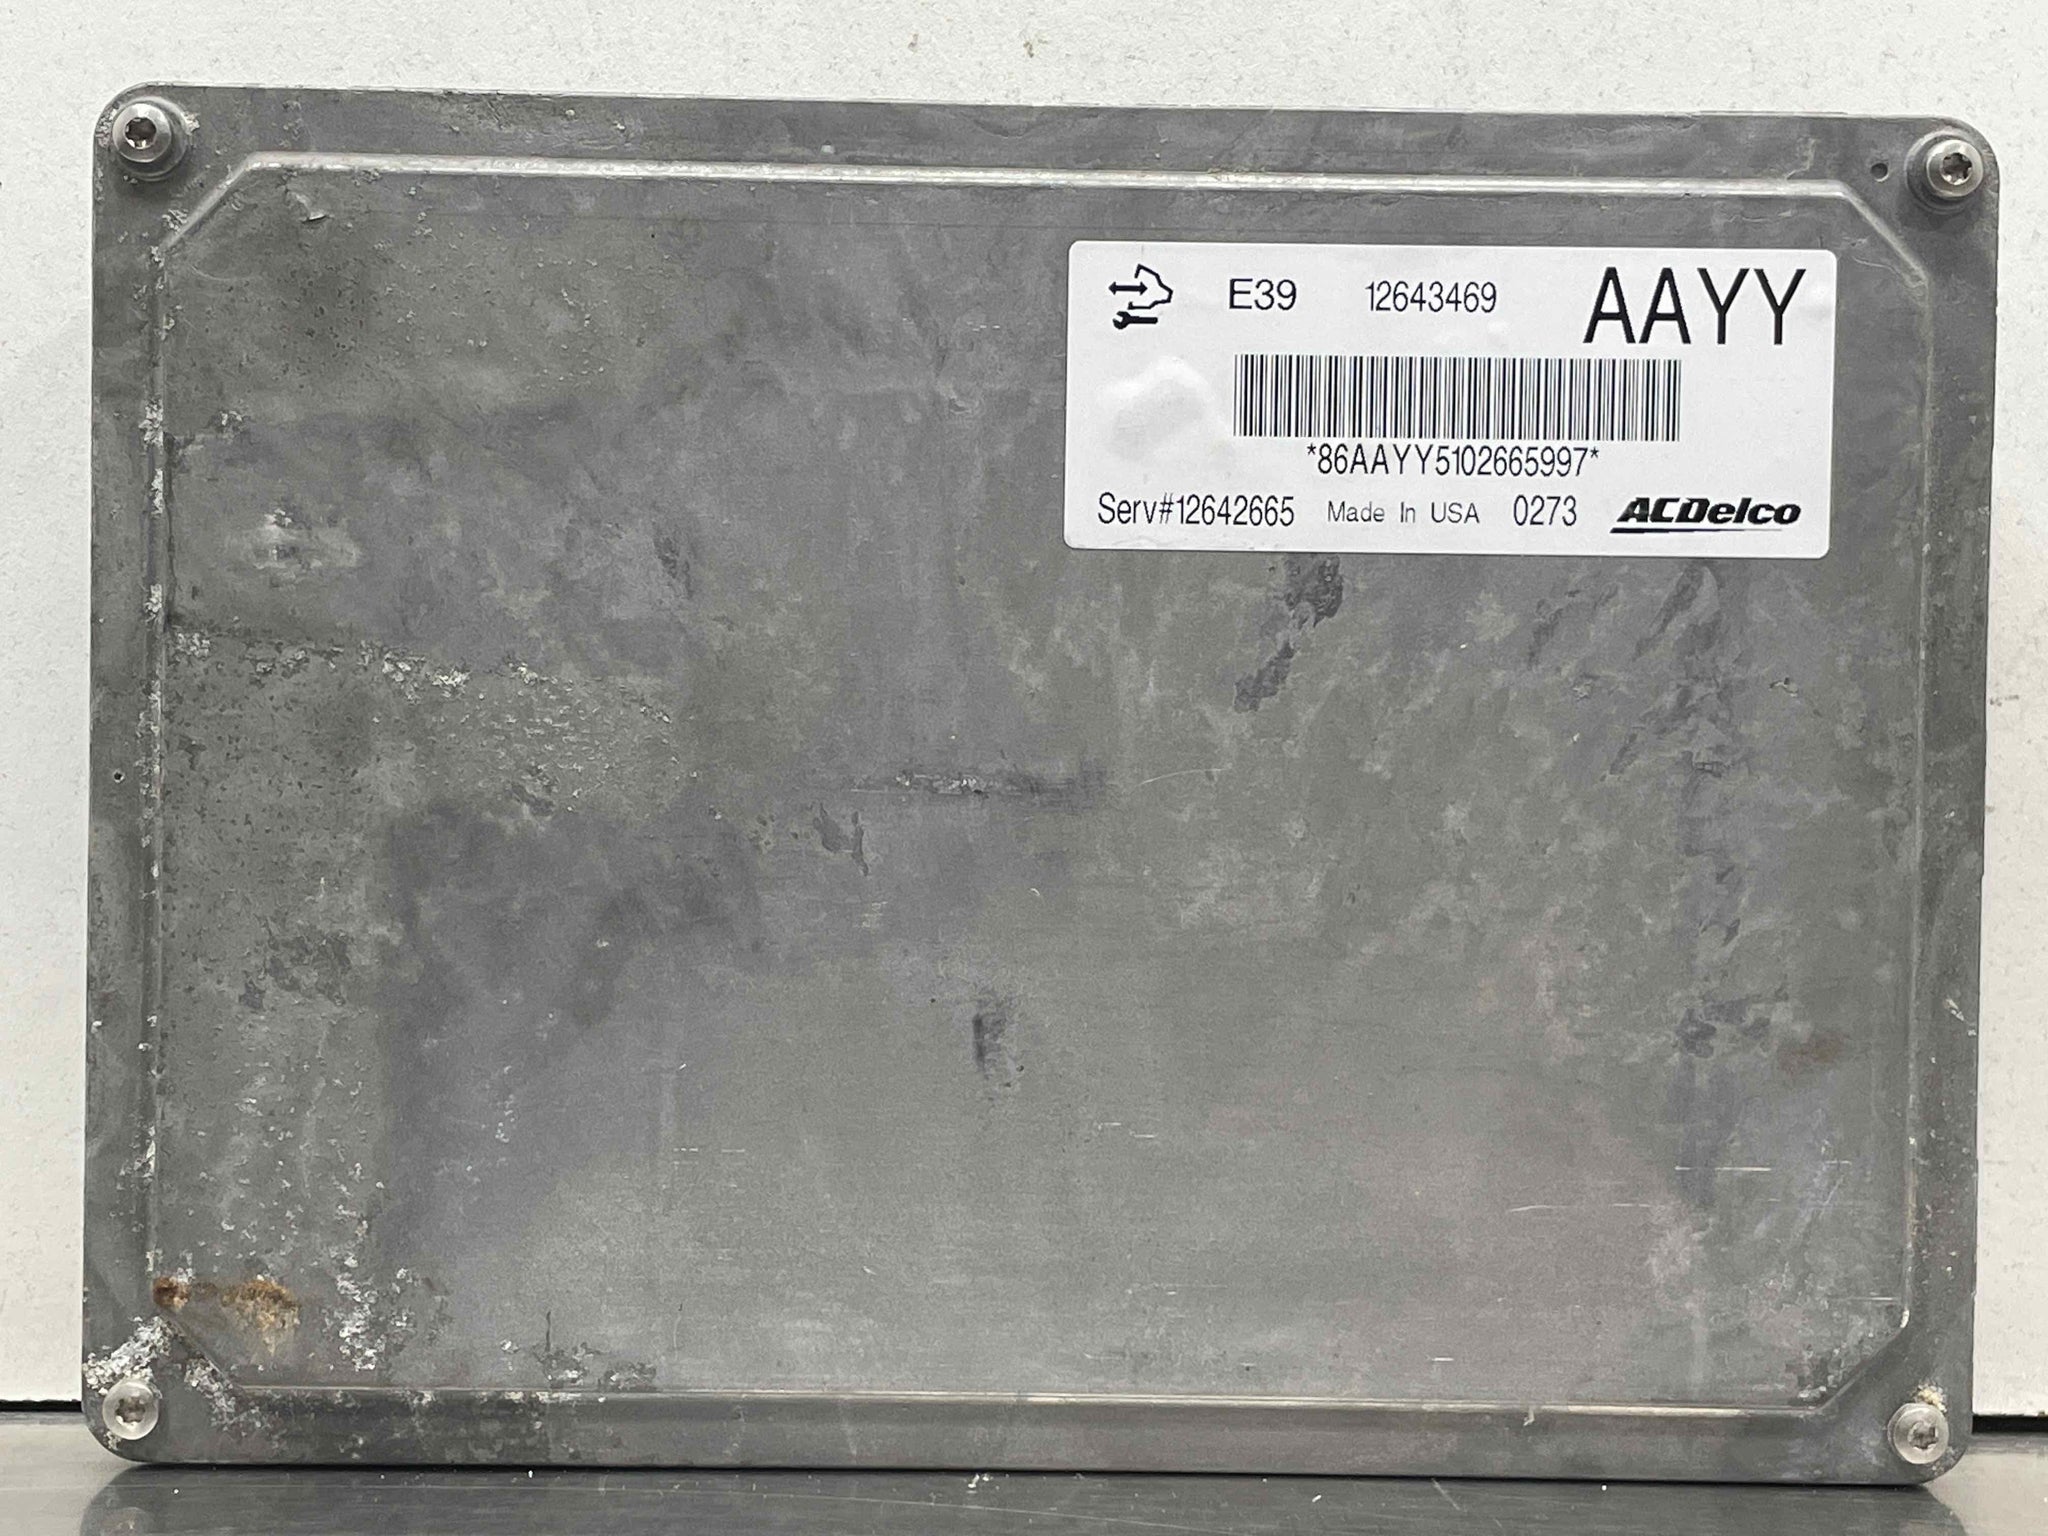 E39 12643469 AAYY
*86AAYY5102665997*
Serv#12642665 Made In USA 0273 ACDelco